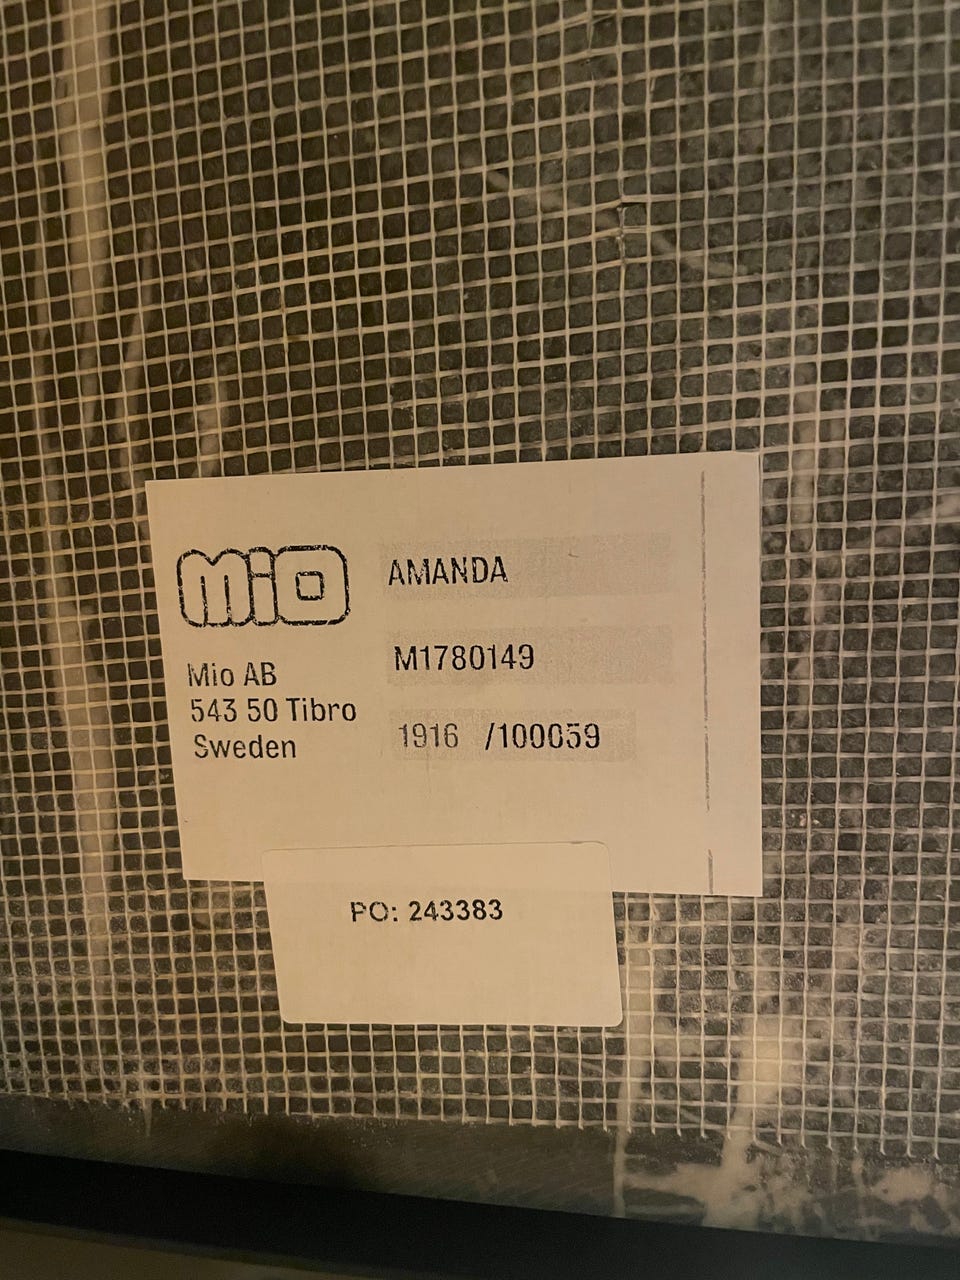 mio
Mio AB
543 50 Tibro
Sweden
AMANDA
M1780149
1916 /100059
PO: 243383